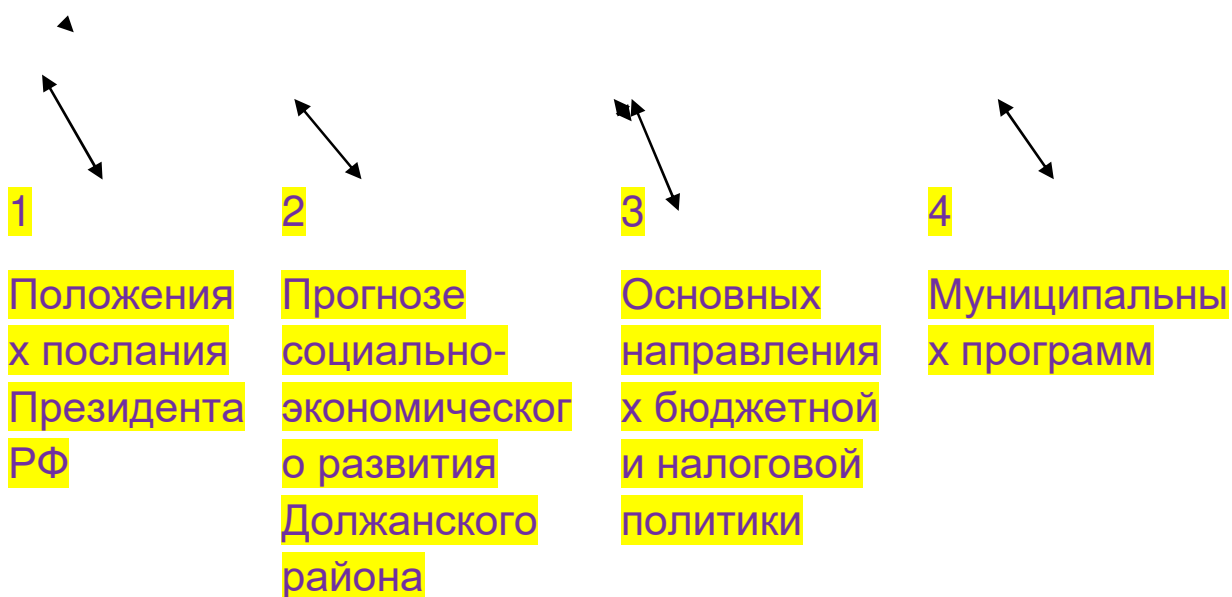 1
Положения
х послания
Президента
РФ
2
Прогнозе
социально-
экономическог
о развития
Должанского
района
3
Основных
направления
х бюджетной
и налоговой
политики
4
Муниципальны
х программ